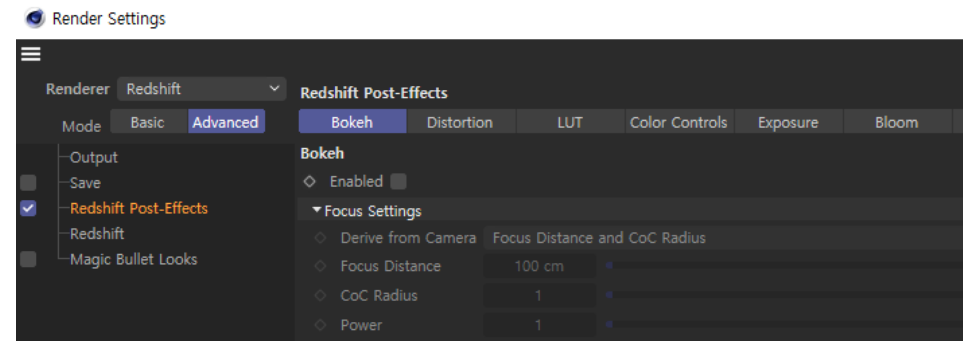 Render Settings
Renderer Redshift
Mode Basic Advanced
Output
Save
Redshift Post-Effects
Redshift
Magic Bullet Looks
Redshift Post-Effects
Bokeh Distortion LUT Color Controls Exposure Bloom
Bokeh
Enabled
Focus Settings
Derive from Camera Focus Distance and CoC Radius
Focus Distance 100 cm
CoC Radius 1
Power 1